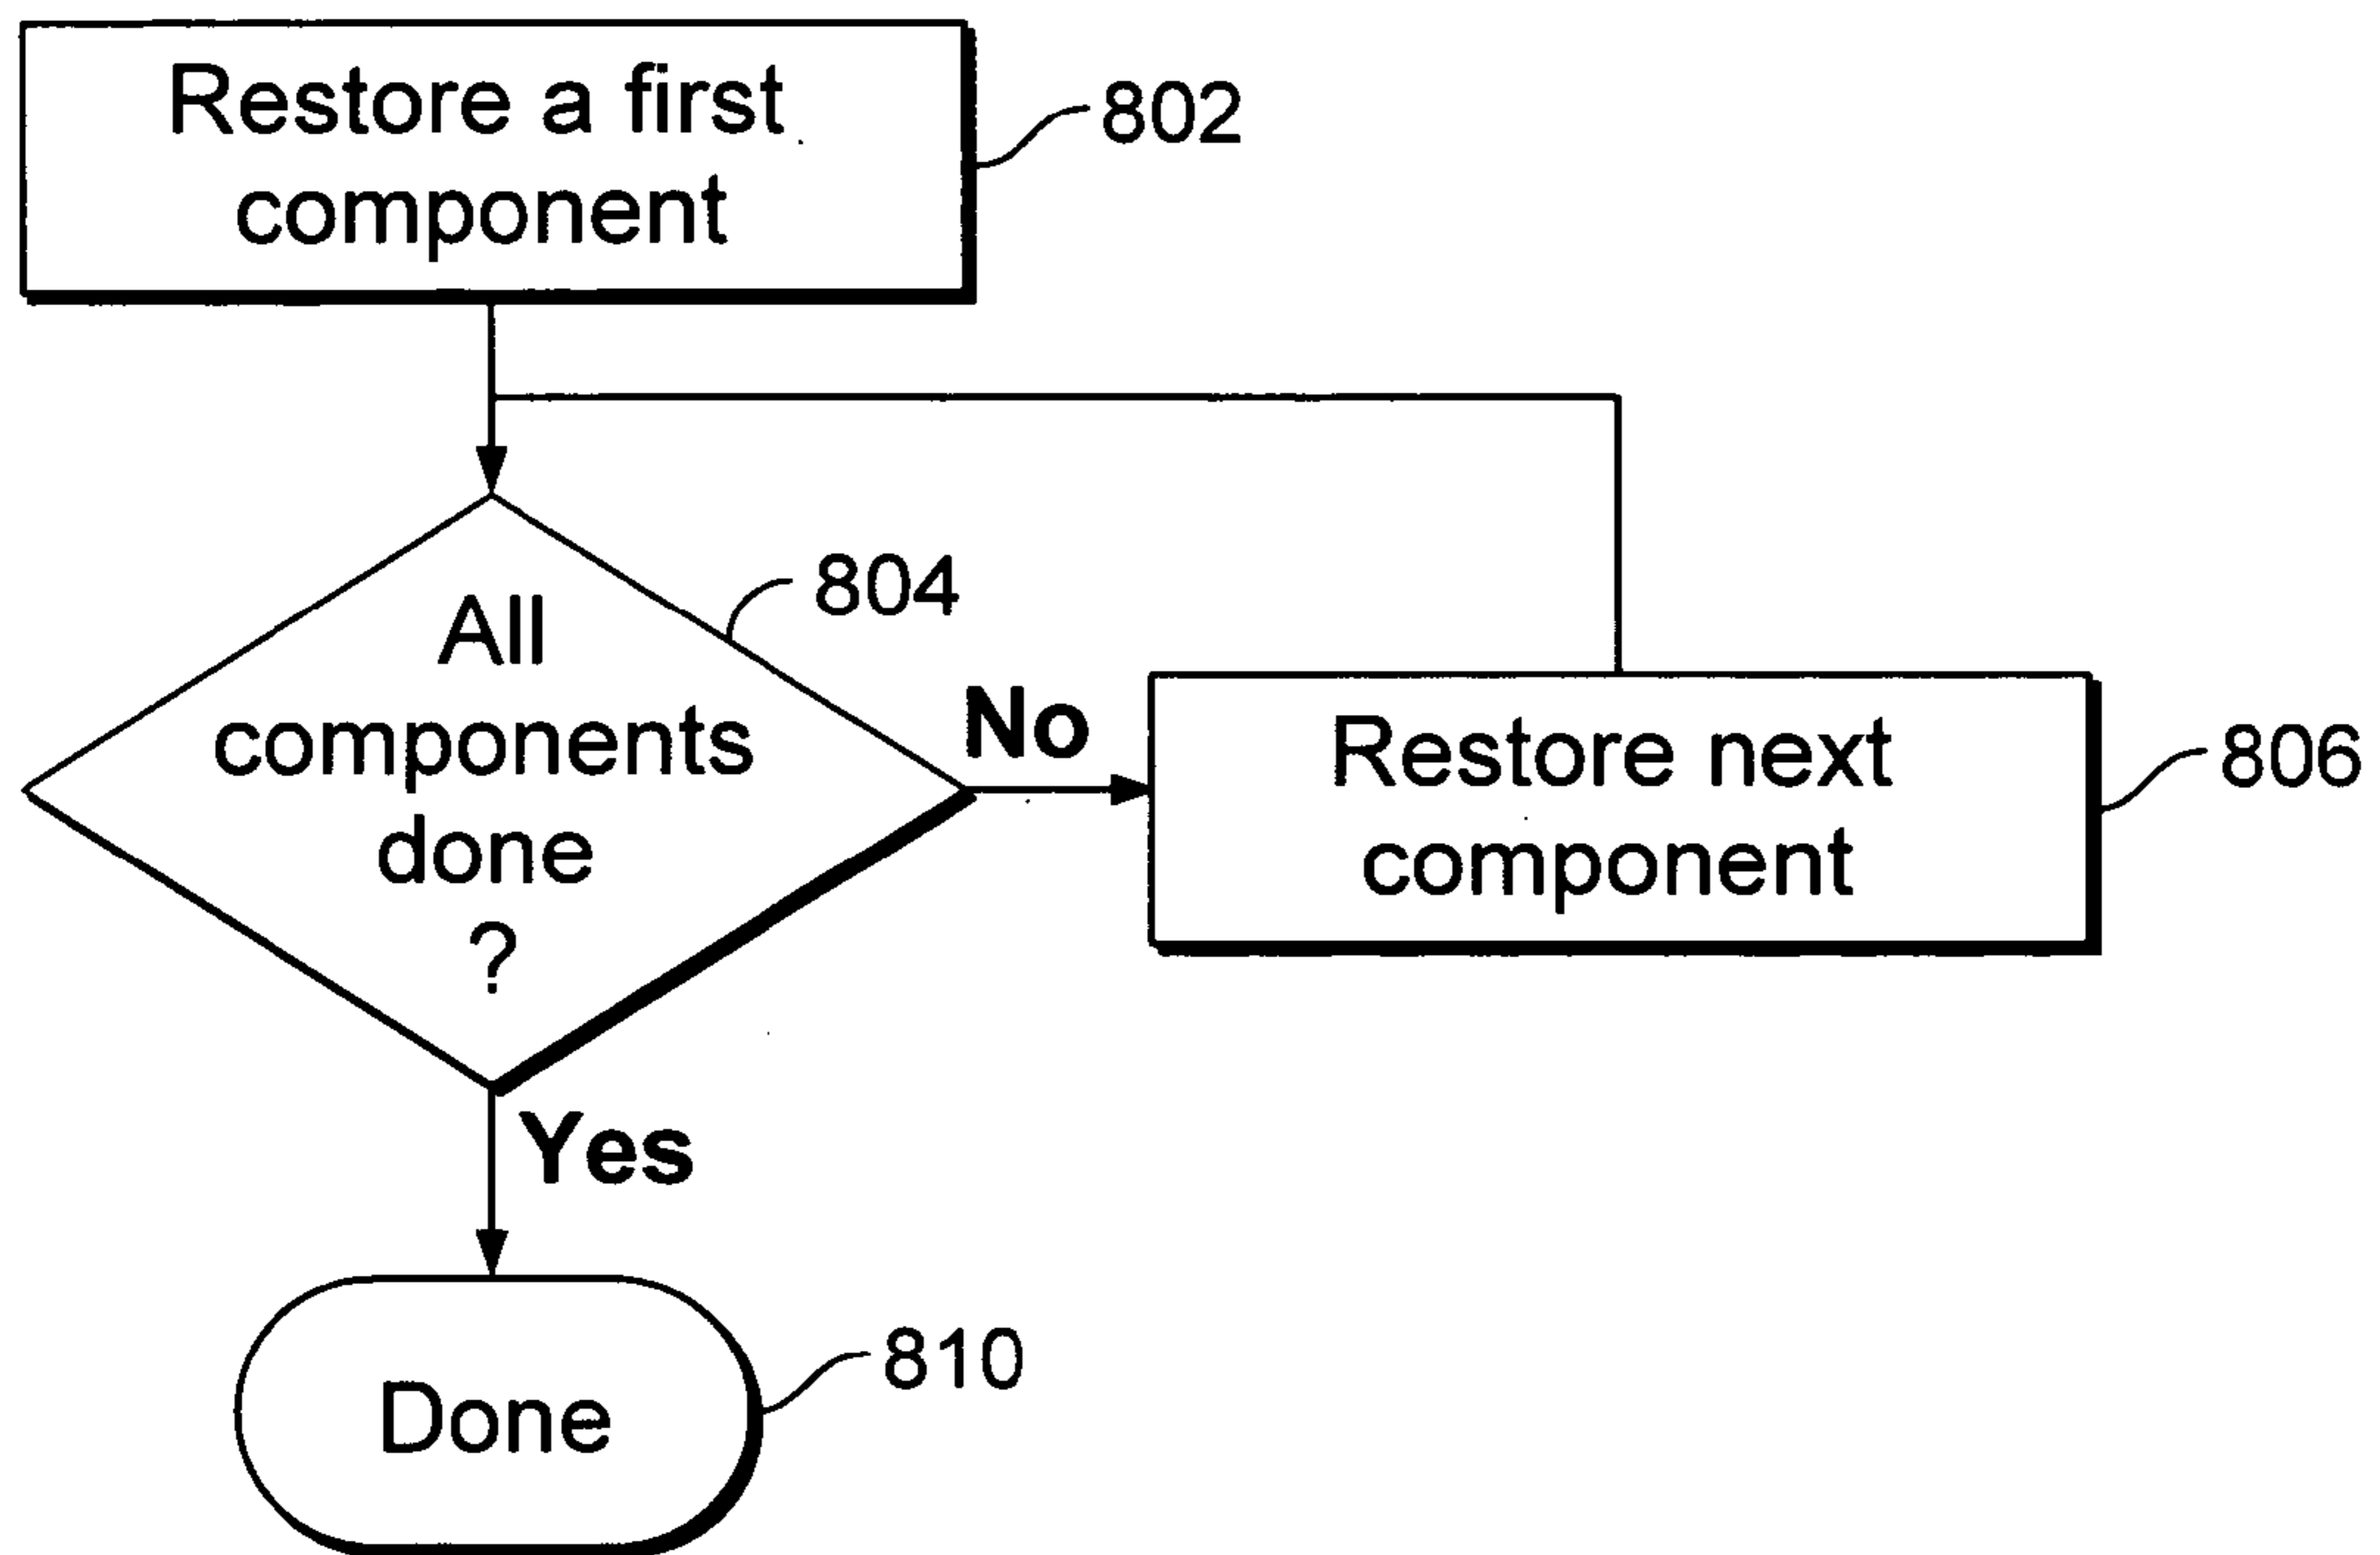 Restore a first
component
802
804
All
components
done
?
No
Restore next
component
806
Yes
Done
810